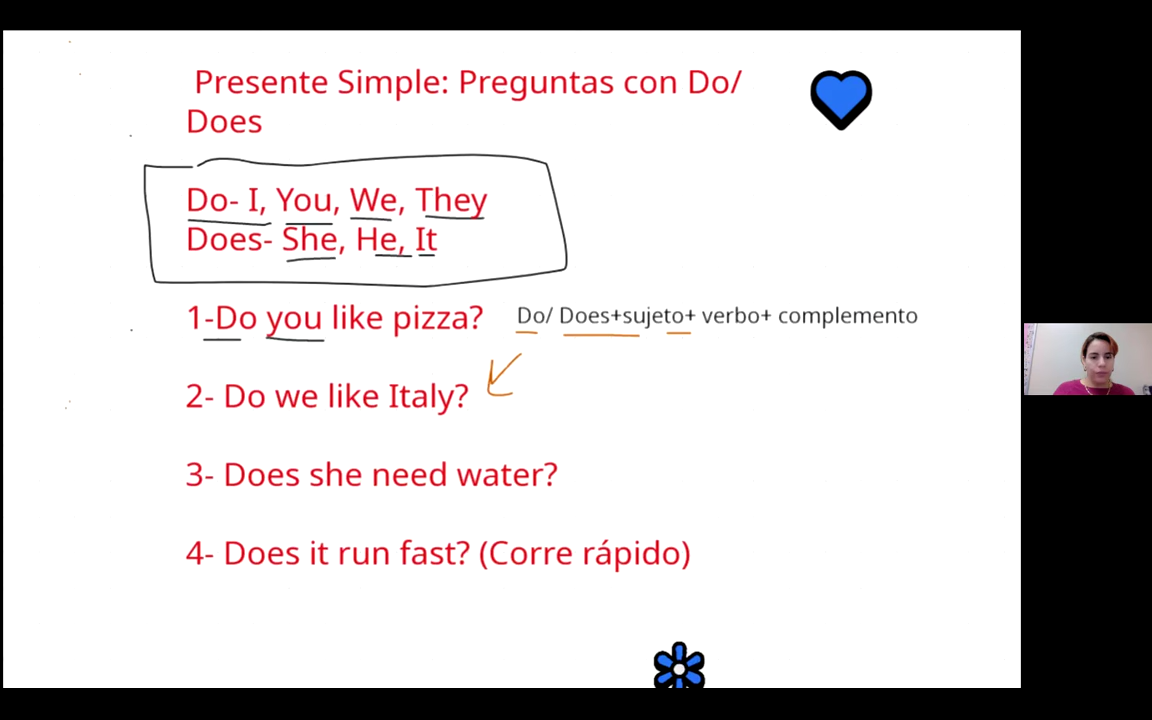 Presente Simple: Preguntas con Do/
Does
Do- I, You, We, They
Does- She, He, It
1-Do you like pizza?
Do/ Does+sujeto+ verbo+ complemento
2- Do we like Italy?
3- Does she need water?
4- Does it run fast? (Corre rápido)